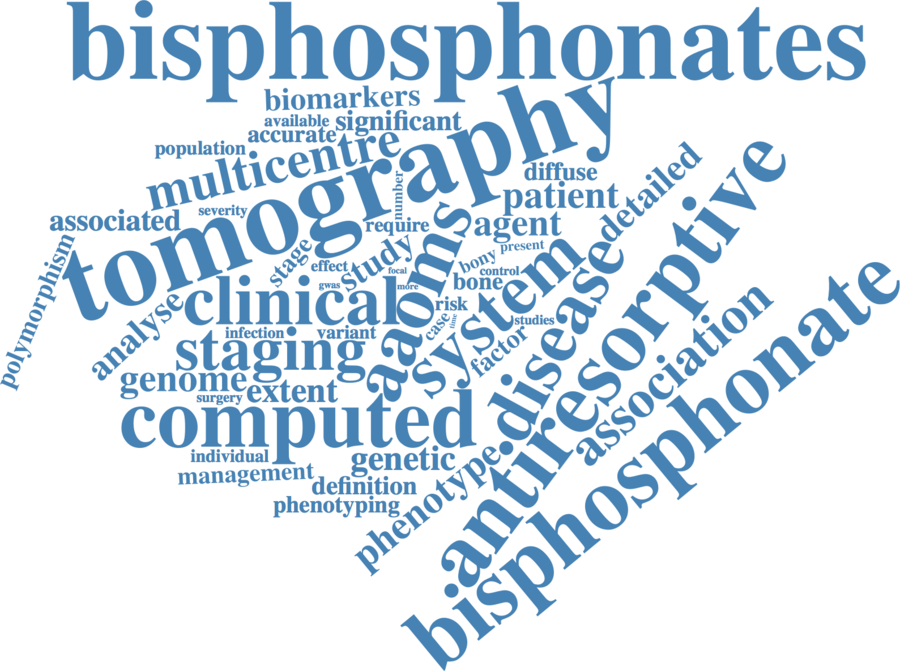 bisphosphonates
biomarkers
available
significant
accurate
population
multicentre
tomography
number
diffuse
detailed
patient
associated
severity
require
agent
antiresorptive
polymorphism
stage
study
effect
focal
gwas
more
aaoms
bony
present
control
bone
system
disease
analyse
clinical
risk
case
time
studies
infection
variant
factor
staging
genome
surgery
extent
association
bisphosphonate
computed
individual
genetic
management
phenotype
definition
phenotyping